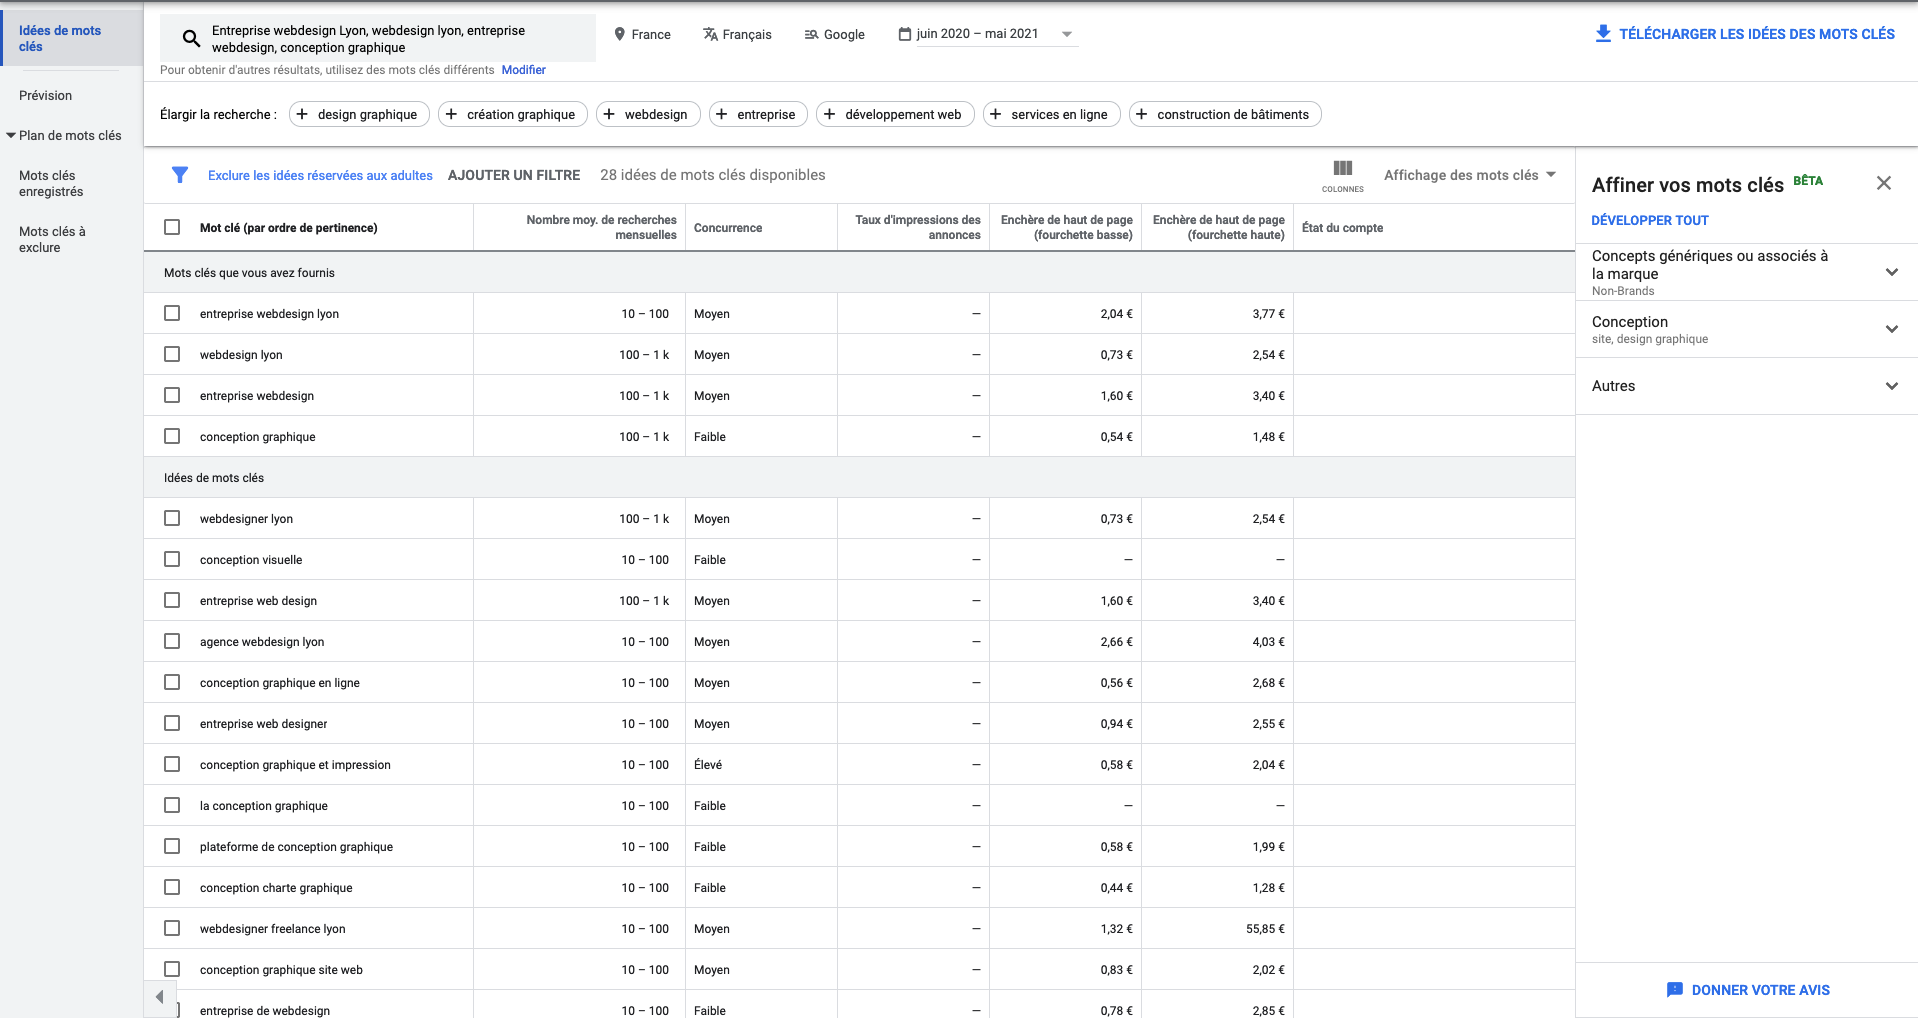 Idées de mots
clés
Prévision
Plan de mots clés
Mots clés
enregistrés
Mots clés à
exclure
Entreprise webdesign Lyon, webdesign lyon, entreprise
webdesign, conception graphique
France
Français
Google
juin 2020 – mai 2021
TÉLÉCHARGER LES IDÉES DES MOTS CLÉS
Pour obtenir d'autres résultats, utilisez des mots clés différents Modifier
Élargir la recherche : + design graphique + création graphique + webdesign + entreprise + développement web + services en ligne + construction de bâtiments
Exclure les idées réservées aux adultes AJOUTER UN FILTRE 28 idées de mots clés disponibles
COLONNES
Affichage des mots clés
Mot clé (par ordre de pertinence)
Nombre moy. de recherches
mensuelles
Concurrence
Taux d'impressions des
annonces
Enchère de haut de page
(fourchette basse)
Enchère de haut de page
(fourchette haute)
État du compte
Mots clés que vous avez fournis
entreprise webdesign lyon 10 – 100 Moyen – 2,04 € 3,77 €
webdesign lyon 100 – 1 k Moyen – 0,73 € 2,54 €
entreprise webdesign 100 – 1 k Moyen – 1,60 € 3,40 €
conception graphique 100 – 1 k Faible – 0,54 € 1,48 €
Idées de mots clés
webdesigner lyon 100 – 1 k Moyen – 0,73 € 2,54 €
conception visuelle 10 – 100 Faible – – –
entreprise web design 100 – 1 k Moyen – 1,60 € 3,40 €
agence webdesign lyon 10 – 100 Moyen – 2,66 € 4,03 €
conception graphique en ligne 10 – 100 Moyen – 0,56 € 2,68 €
entreprise web designer 10 – 100 Moyen – 0,94 € 2,55 €
conception graphique et impression 10 – 100 Élevé – 0,58 € 2,04 €
la conception graphique 10 – 100 Faible – – –
plateforme de conception graphique 10 – 100 Faible – 0,58 € 1,99 €
conception charte graphique 10 – 100 Faible – 0,44 € 1,28 €
webdesigner freelance lyon 10 – 100 Moyen – 1,32 € 55,85 €
conception graphique site web 10 – 100 Moyen – 0,83 € 2,02 €
entreprise de webdesign 10 – 100 Faible – 0,78 € 2,85 €
Affiner vos mots clés BÊTA
DÉVELOPPER TOUT
Concepts génériques ou associés à
la marque
Non-Brands
Conception
site, design graphique
Autres
DONNER VOTRE AVIS